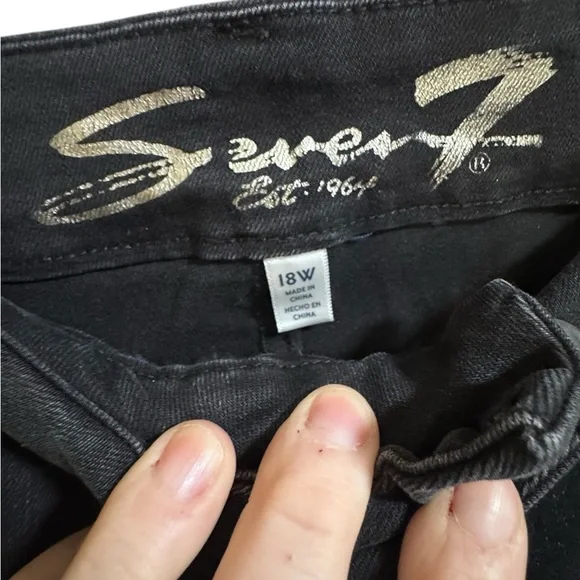 Seven7®
Est: 1964
18W
MADE IN
CHINA
HECHO EN
CHINA